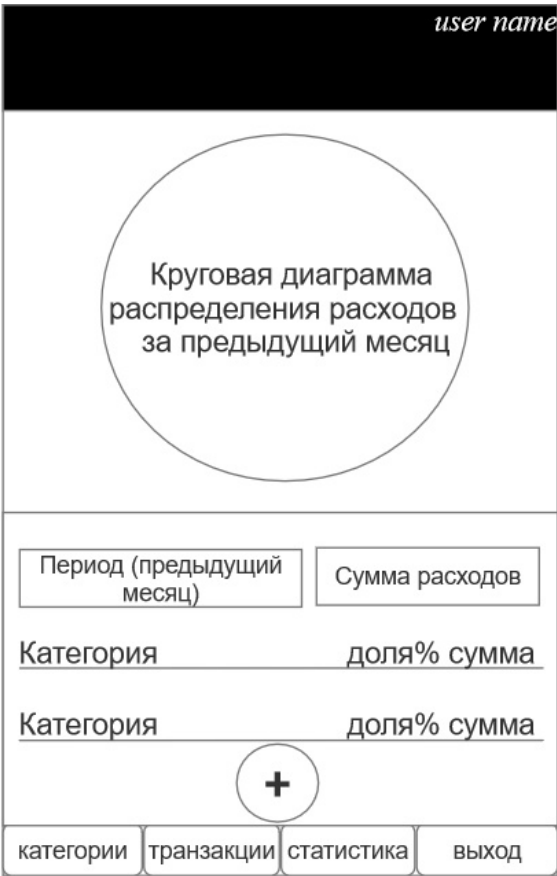 user name
Круговая диаграмма
распределения расходов
за предыдущий месяц
Период (предыдущий
месяц)
Сумма расходов
Категория доля% сумма
Категория доля% сумма
+
категории транзакции статистика выход